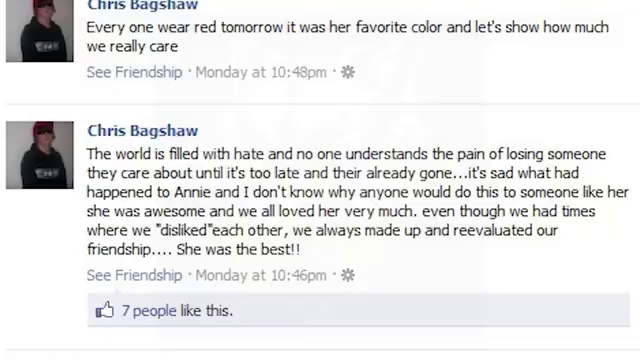 Chris Bagshaw
Every one wear red tomorrow it was her favorite color and let's show how much
we really care
See Friendship · Monday at 10:48pm ·
Chris Bagshaw
The world is filled with hate and no one understands the pain of losing someone
they care about until it's too late and their already gone...it's sad what had
happened to Annie and I don't know why anyone would do this to someone like her
she was awesome and we all loved her very much. even though we had times
where we "disliked"each other, we always made up and reevaluated our
friendship.... She was the best!!
See Friendship · Monday at 10:46pm ·
7 people like this.